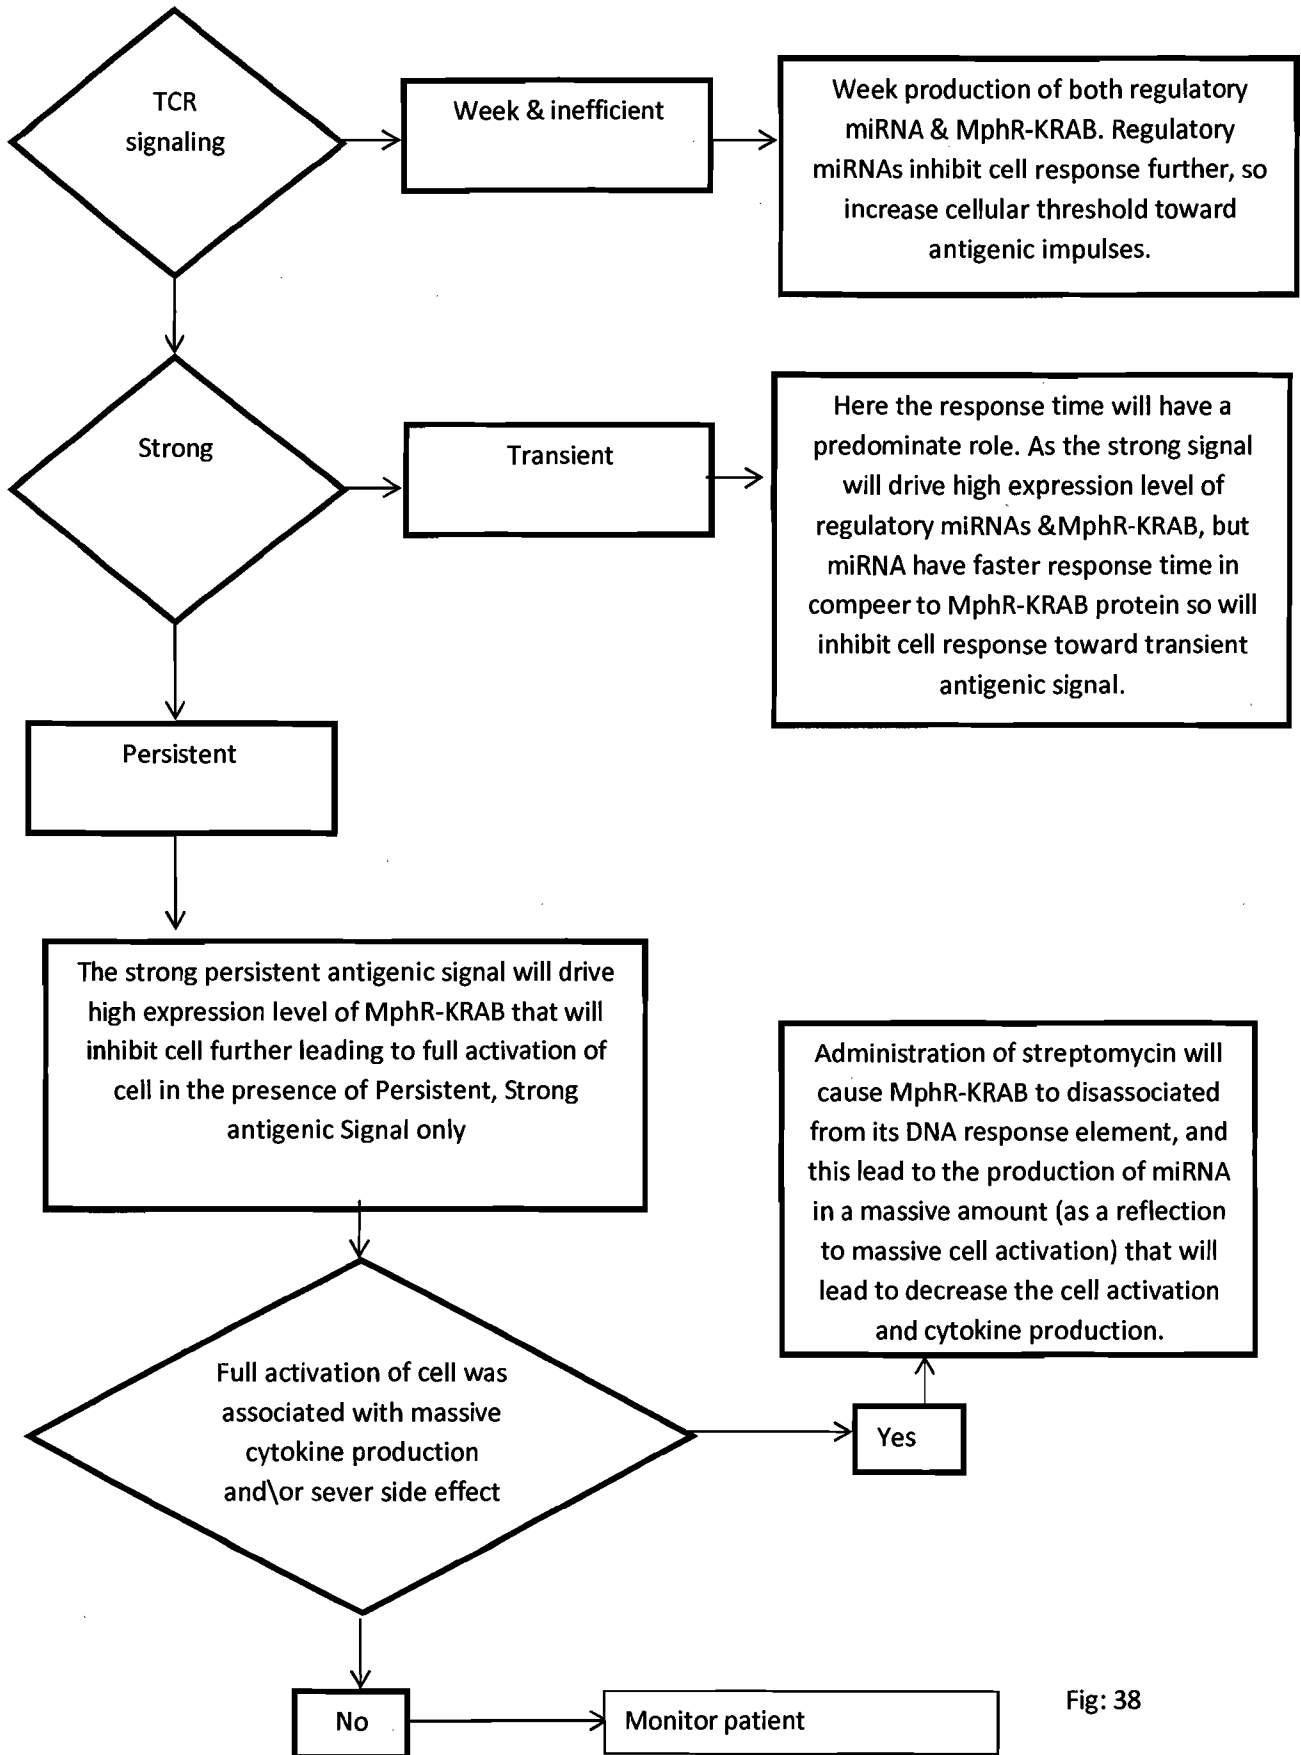 TCR
signaling
Week & inefficient
Week production of both regulatory
miRNA & MphR-KRAB. Regulatory
miRNAs inhibit cell response further, so
increase cellular threshold toward
antigenic impulses.
Strong
Transient
Here the response time will have a
predominate role. As the strong signal
will drive high expression level of
regulatory miRNAs &MphR-KRAB, but
miRNA have faster response time in
compeer to MphR-KRAB protein so will
inhibit cell response toward transient
antigenic signal.
Persistent
The strong persistent antigenic signal will drive
high expression level of MphR-KRAB that will
inhibit cell further leading to full activation of
cell in the presence of Persistent, Strong
antigenic Signal only
Administration of streptomycin will
cause MphR-KRAB to disassociated
from its DNA response element, and
this lead to the production of miRNA
in a massive amount (as a reflection
to massive cell activation) that will
lead to decrease the cell activation
and cytokine production.
Full activation of cell was
associated with massive
cytokine production
and\or sever side effect
Yes
No
Monitor patient
Fig: 38